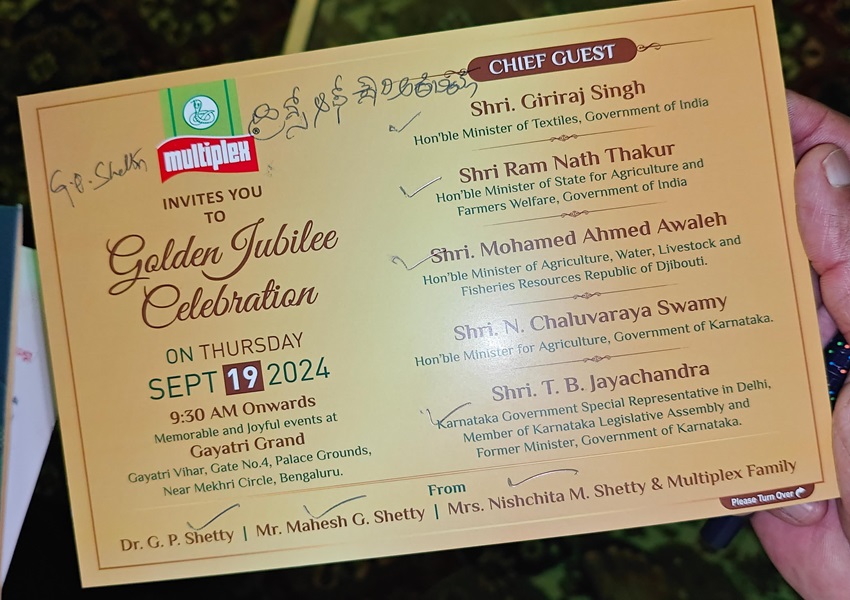 multiplex
G.P. Shetty
INVITES YOU
TO
Golden Jubilee
Celebration
ON THURSDAY
SEPT 19 2024
9:30 AM Onwards
Memorable and Joyful events at
Gayatri Grand
Gayatri Vihar, Gate No.4, Palace Grounds,
Near Mekhri Circle, Bengaluru.
CHIEF GUEST
Shri. Giriraj Singh
Hon'ble Minister of Textiles, Government of India
Shri Ram Nath Thakur
Hon'ble Minister of State for Agriculture and
Farmers Welfare, Government of India
Shri. Mohamed Ahmed Awaleh
Hon'ble Minister of Agriculture, Water, Livestock and
Fisheries Resources Republic of Djibouti.
Shri. N. Chaluvaraya Swamy
Hon'ble Minister for Agriculture, Government of Karnataka.
Shri. T. B. Jayachandra
Karnataka Government Special Representative in Delhi,
Member of Karnataka Legislative Assembly and
Former Minister, Government of Karnataka.
From
Dr. G. P. Shetty | Mr. Mahesh G. Shetty | Mrs. Nishchita M. Shetty & Multiplex Family
Please Turn Over